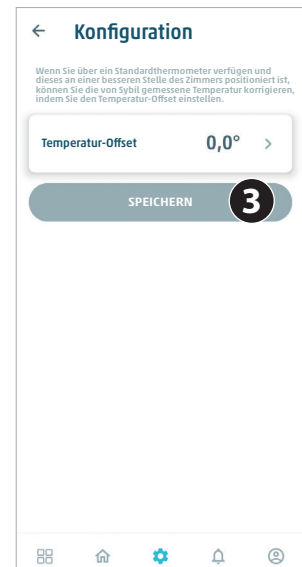 Konfiguration
Wenn Sie über ein Standardthermometer verfügen und
dieses an einer besseren Stelle des Zimmers positioniert ist,
können Sie die von Sybil gemessene Temperatur korrigieren,
indem Sie den Temperatur-Offset einstellen.
Temperatur-Offset 0,0°
SPEICHERN 3